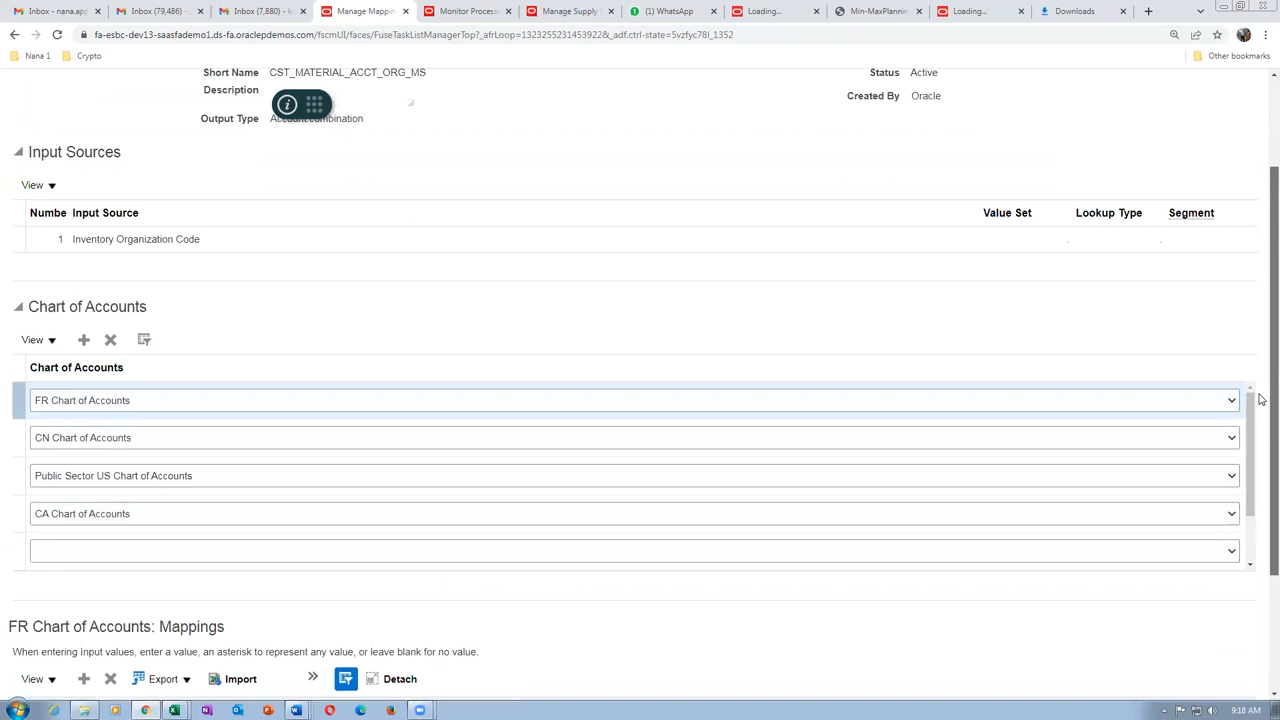 Inbox - nana.app
Inbox (79,486) -
Inbox (7,880) - k
Manage Mappin
Monitor Process
Manage Supply
(1) WhatsApp
Loading...
Min-MaxPlannin
Loading...
Downloads
fa-esbc-dev13-saasfademo1.ds-fa.oraclepdemos.com/fscmUI/faces/FuseTaskListManagerTop?_afrLoop=1323255231453922&_adf.ctrl-state=5vzfyc78l_1352
Nana 1
Crypto
Other bookmarks
Short Name CST_MATERIAL_ACCT_ORG_MS
Status Active
Description
Created By Oracle
Output Type Account combination
Input Sources
View
Numbe Input Source Value Set Lookup Type Segment
1 Inventory Organization Code
Chart of Accounts
View
Chart of Accounts
FR Chart of Accounts
CN Chart of Accounts
Public Sector US Chart of Accounts
CA Chart of Accounts
FR Chart of Accounts: Mappings
When entering Input values, enter a value, an asterisk to represent any value, or leave blank for no value.
View Export Import » Detach
9:18 AM